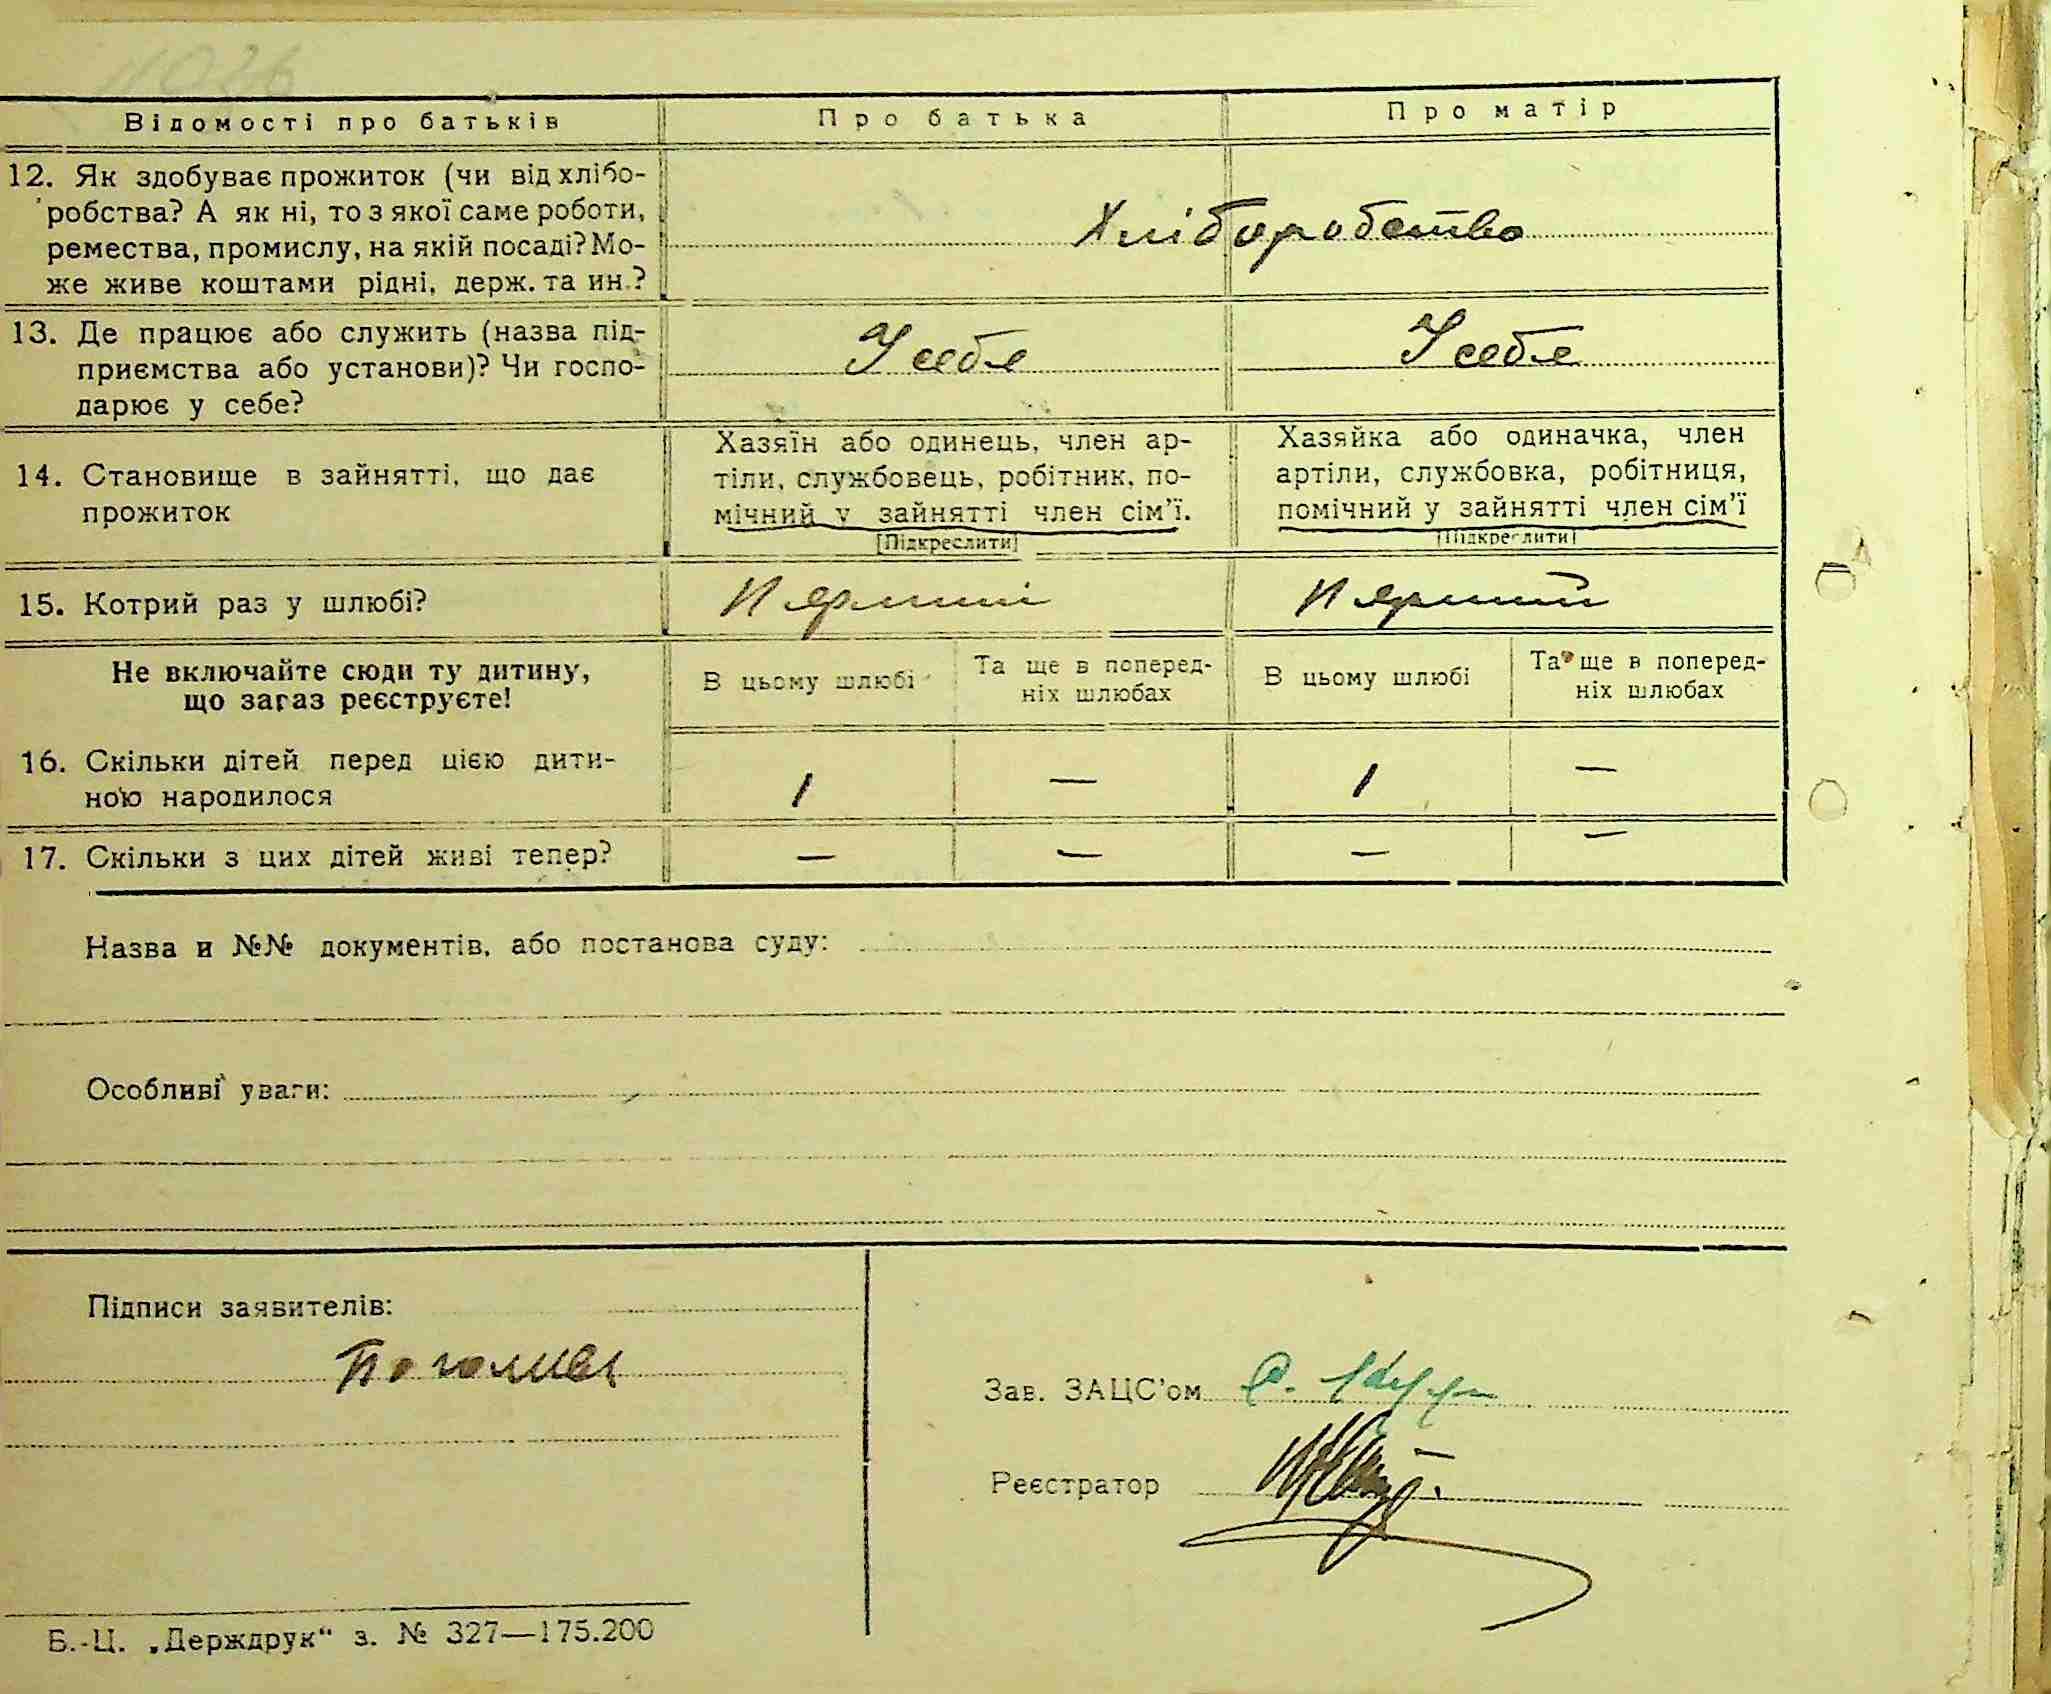 Відомості про батьків
Про батька
Про матір
12. Як здобуває прожиток (чи від хлібо-
робства? А як ні, то з якої саме роботи,
ремества, промислу, на якій посаді? Мо-
же живе коштами рідні, держ. та ин.?
Хліборобство
13. Де працює або служить (назва під-
приємства або установи)? Чи госпо-
дарює у себе?
У себе
У себе
14. Становище в зайнятті, що дає
прожиток
Хазяїн або одинець, член ар-
тіли, службовець, робітник, по-
мічний у зайнятті член сім'ї.
[Підкреслити]
Хазяйка або одиначка, член
артіли, службовка, робітниця,
помічний у зайнятті член сім'ї
[Підкреслити]
15. Котрий раз у шлюбі?
Перший
Не включайте сюди ту дитину,
що загаз реєструєте!
В цьому шлюбі
Та ще в поперед-
ніх шлюбах
В цьому шлюбі
Та ще в поперед-
ніх шлюбах
16. Скільки дітей перед цією дити-
ною народилося
1 — 1 —
17. Скільки з цих дітей живі тепер?
— — — —
Назва и №№ документів, або постанова суду:
Особливі уваги:
Підписи заявителів:
Зав. ЗАЦС'ом
Реєстратор
Б.-Ц. „Держдрук“ з. № 327—175.200